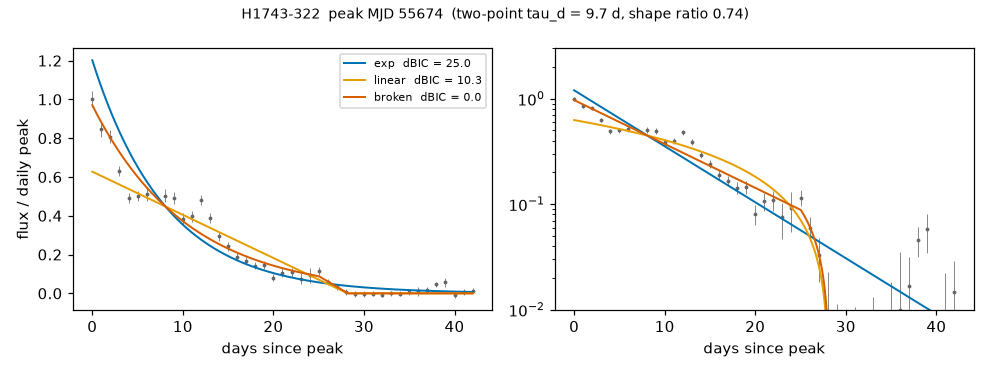 H1743-322  peak MJD 55674  (two-point tau_d = 9.7 d, shape ratio 0.74)
flux / daily peak
1.2
1.0
0.8
0.6
0.4
0.2
0.0
exp  dBIC = 25.0
linear  dBIC = 10.3
broken  dBIC = 0.0
0
10
20
30
40
days since peak
10^0
10^-1
10^-2
0
10
20
30
40
days since peak